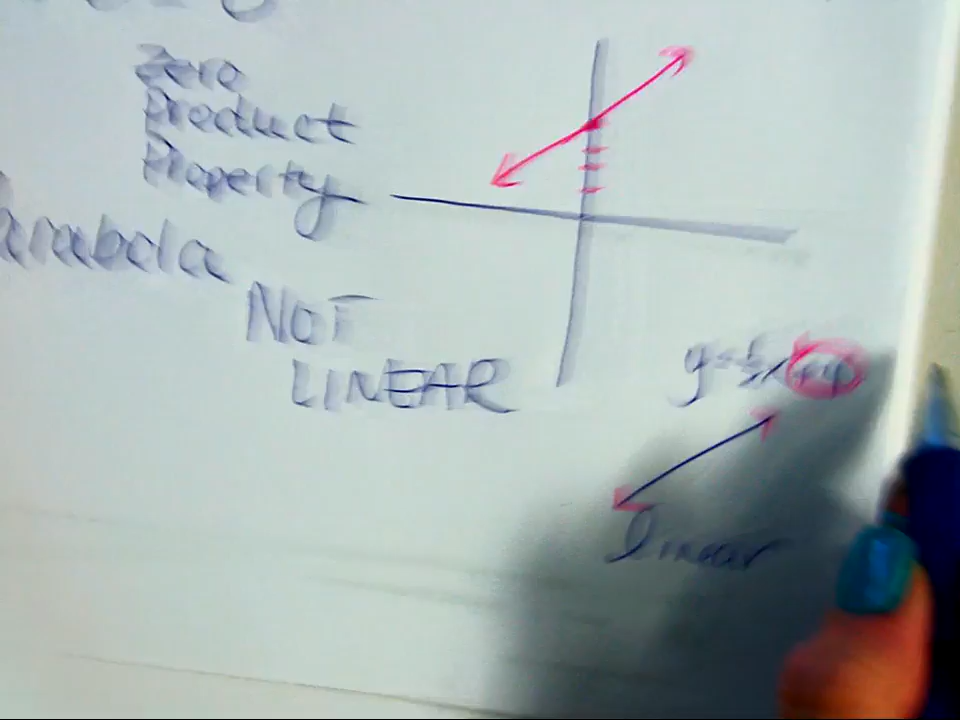 Zero
Product
Property
arabola
NOT
LINEAR
linear